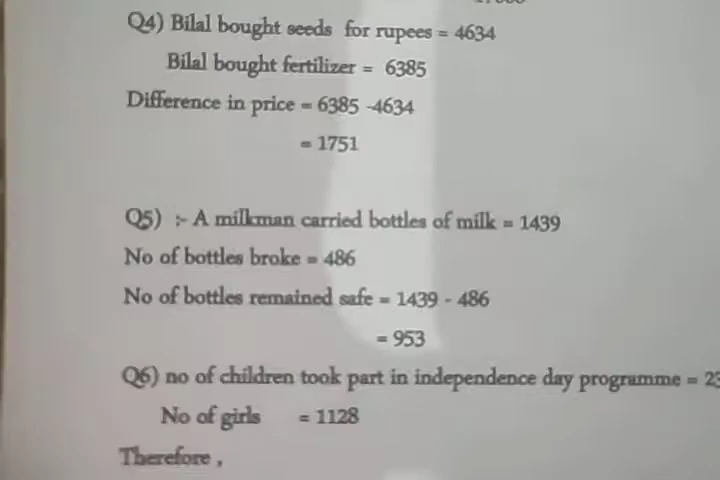 Q4) Bilal bought seeds for rupees = 4634
Bilal bought fertilizer = 6385
Difference in price = 6385 -4634
= 1751
Q5) :- A milkman carried bottles of milk = 1439
No of bottles broke = 486
No of bottles remained safe = 1439 - 486
= 953
Q6) no of children took part in independence day programme = 23
No of girls = 1128
Therefore ,